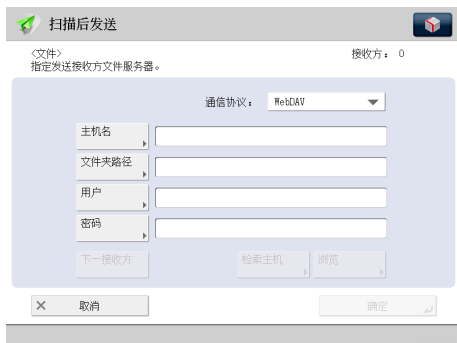 扫描后发送
<文件>
接收方： 0
指定发送接收方文件服务器。
通信协议：
WebDAV
主机名
文件夹路径
用户
密码
下一接收方
检索主机
浏览
取消
确定